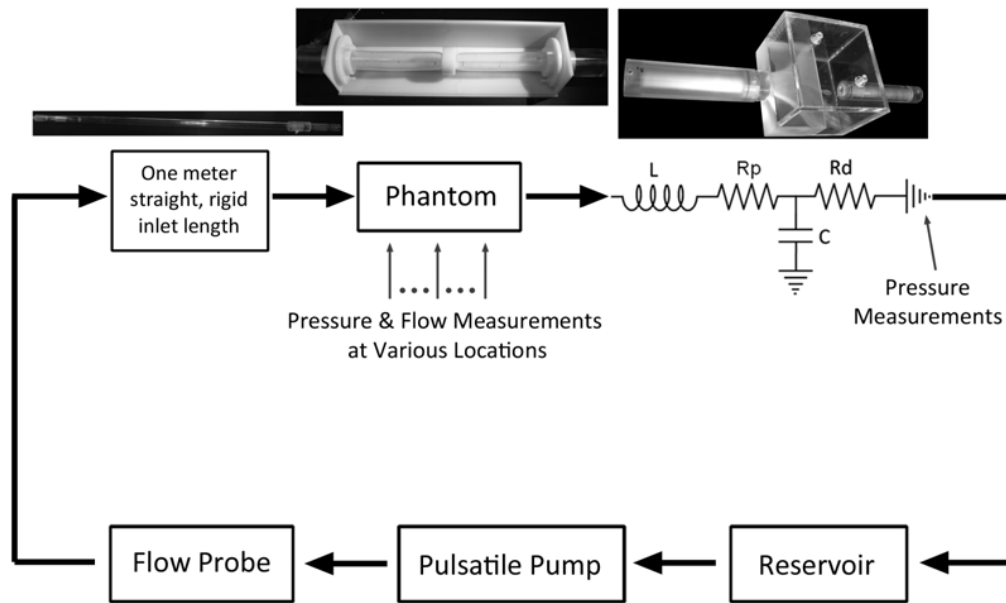 One meter
straight, rigid
inlet length
Phantom
L
Rp
Rd
C
Pressure & Flow Measurements
at Various Locations
Pressure
Measurements
Flow Probe
Pulsatile Pump
Reservoir